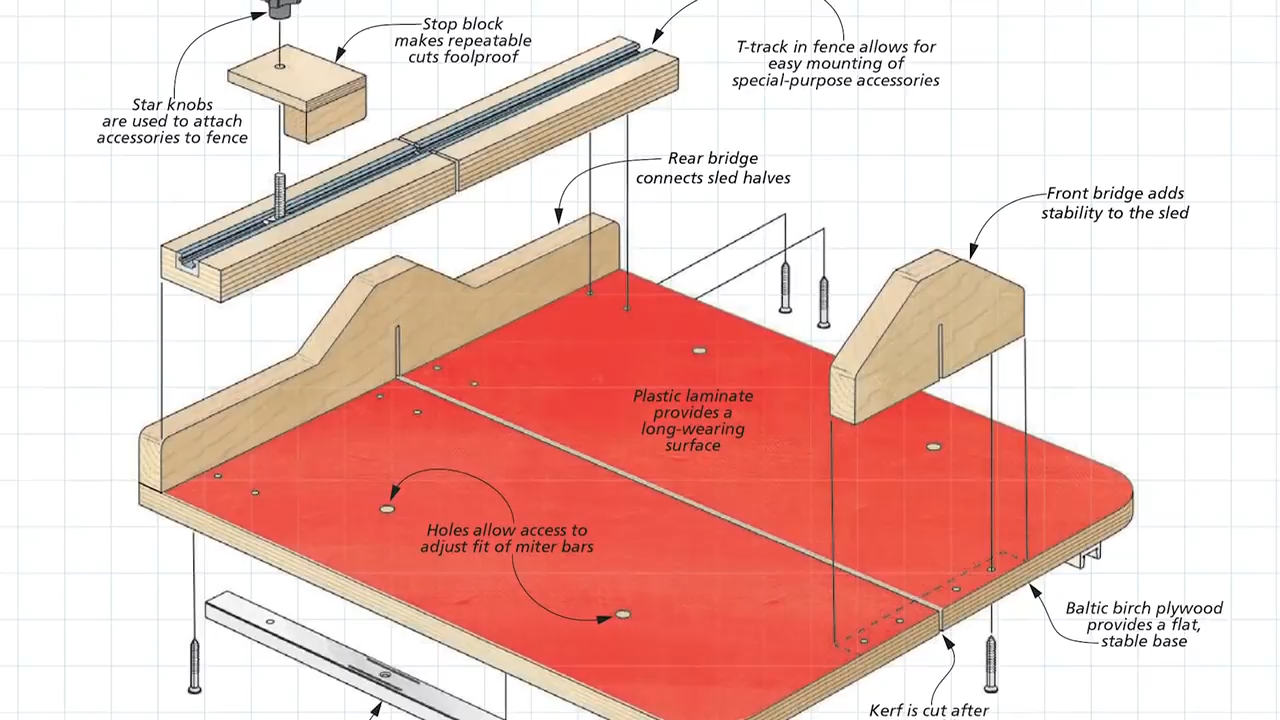 Stop block
makes repeatable
cuts foolproof
T-track in fence allows for
easy mounting of
special-purpose accessories
Star knobs
are used to attach
accessories to fence
Rear bridge
connects sled halves
Front bridge adds
stability to the sled
Plastic laminate
provides a
long-wearing
surface
Holes allow access to
adjust fit of miter bars
Baltic birch plywood
provides a flat,
stable base
Kerf is cut after